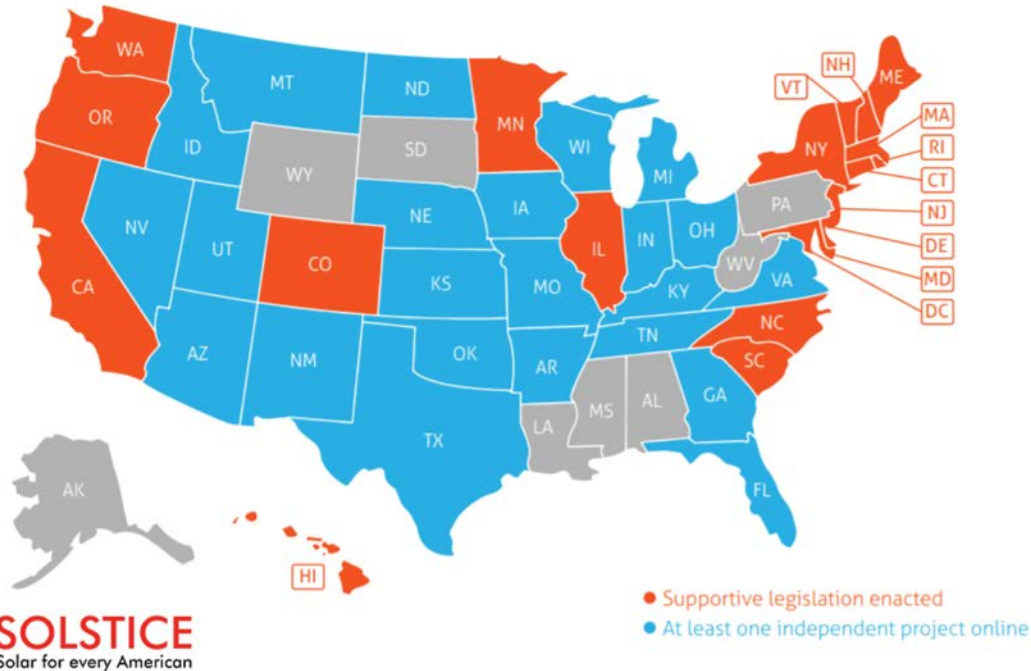 WA
MT
ND
MN
VT
NH
ME
OR
ID
SD
WI
NY
MA
WY
MI
RI
CT
NE
IA
PA
NJ
NV
UT
CO
IL
IN
OH
DE
CA
KS
MO
WV
VA
MD
KY
DC
AZ
NM
OK
AR
TN
NC
SC
MS
AL
GA
LA
TX
FL
AK
HI
Supportive legislation enacted
At least one independent project online
SOLSTICE
Solar for every American